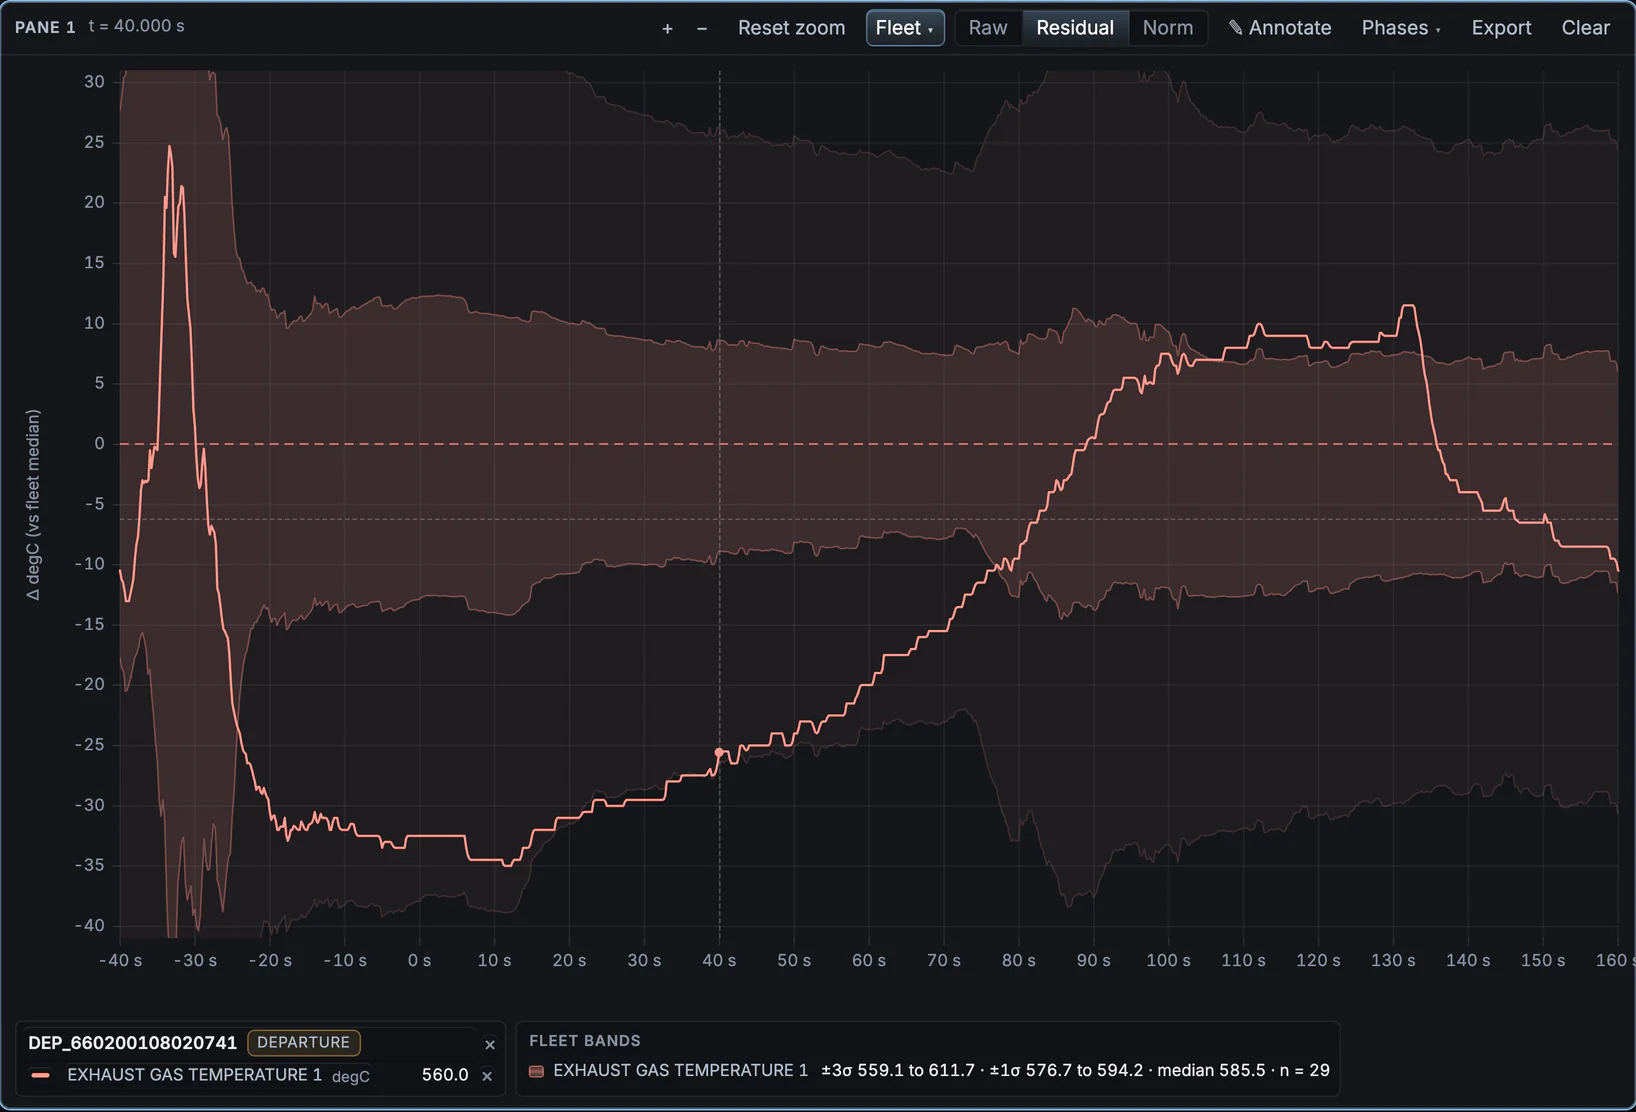 PANE 1 t = 40.000 s + − Reset zoom Fleet ▾ Raw Residual Norm ✎ Annotate Phases ▾ Export Clear
30
25
20
15
10
5
0
-5
-10
-15
-20
-25
-30
-35
-40
Δ degC (vs fleet median)
-40 s -30 s -20 s -10 s 0 s 10 s 20 s 30 s 40 s 50 s 60 s 70 s 80 s 90 s 100 s 110 s 120 s 130 s 140 s 150 s 160 s
DEP_660200108020741 DEPARTURE ×
EXHAUST GAS TEMPERATURE 1 degC 560.0 ×
FLEET BANDS
EXHAUST GAS TEMPERATURE 1 ±3σ 559.1 to 611.7 · ±1σ 576.7 to 594.2 · median 585.5 · n = 29